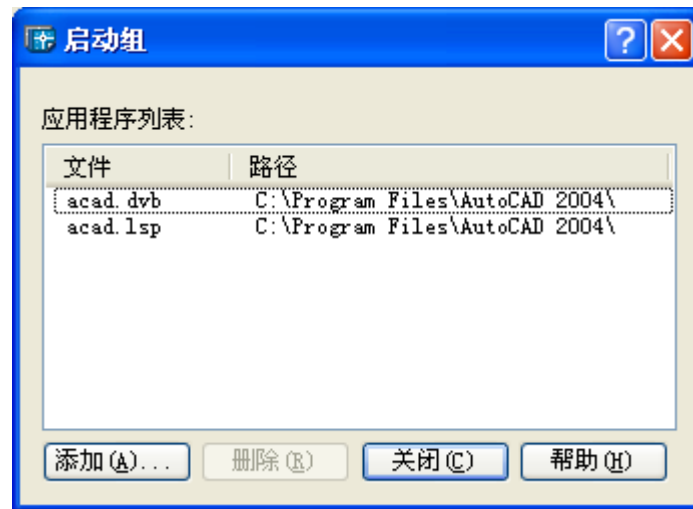 启动组
应用程序列表:
文件 路径
acad.dvb C:\Program Files\AutoCAD 2004\
acad.lsp C:\Program Files\AutoCAD 2004\
添加(A)... 删除(R) 关闭(C) 帮助(H)